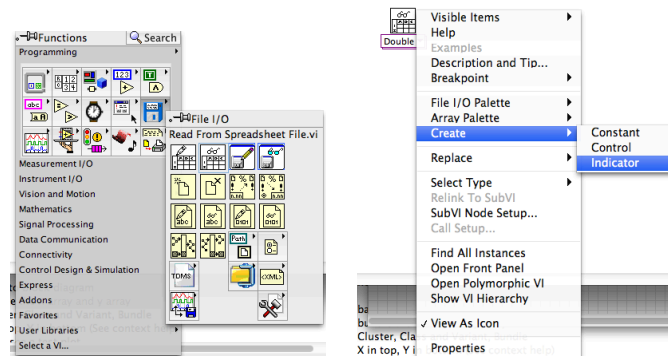 Functions
Search
Programming
File I/O
Read From Spreadsheet File.vi
Measurement I/O
Instrument I/O
Vision and Motion
Mathematics
Signal Processing
Data Communication
Connectivity
Control Design & Simulation
Express
Addons
Favorites
User Libraries
Select a VI...
123
abc
Path
TDMS
<XML>
Double
Visible Items
Help
Examples
Description and Tip...
Breakpoint
File I/O Palette
Array Palette
Create
Replace
Select Type
Relink To SubVI
SubVI Node Setup...
Call Setup...
Find All Instances
Open Front Panel
Open Polymorphic VI
Show VI Hierarchy
✓ View As Icon
Properties
Constant
Control
Indicator
Cluster, Cla
X in top, Y i
context help)